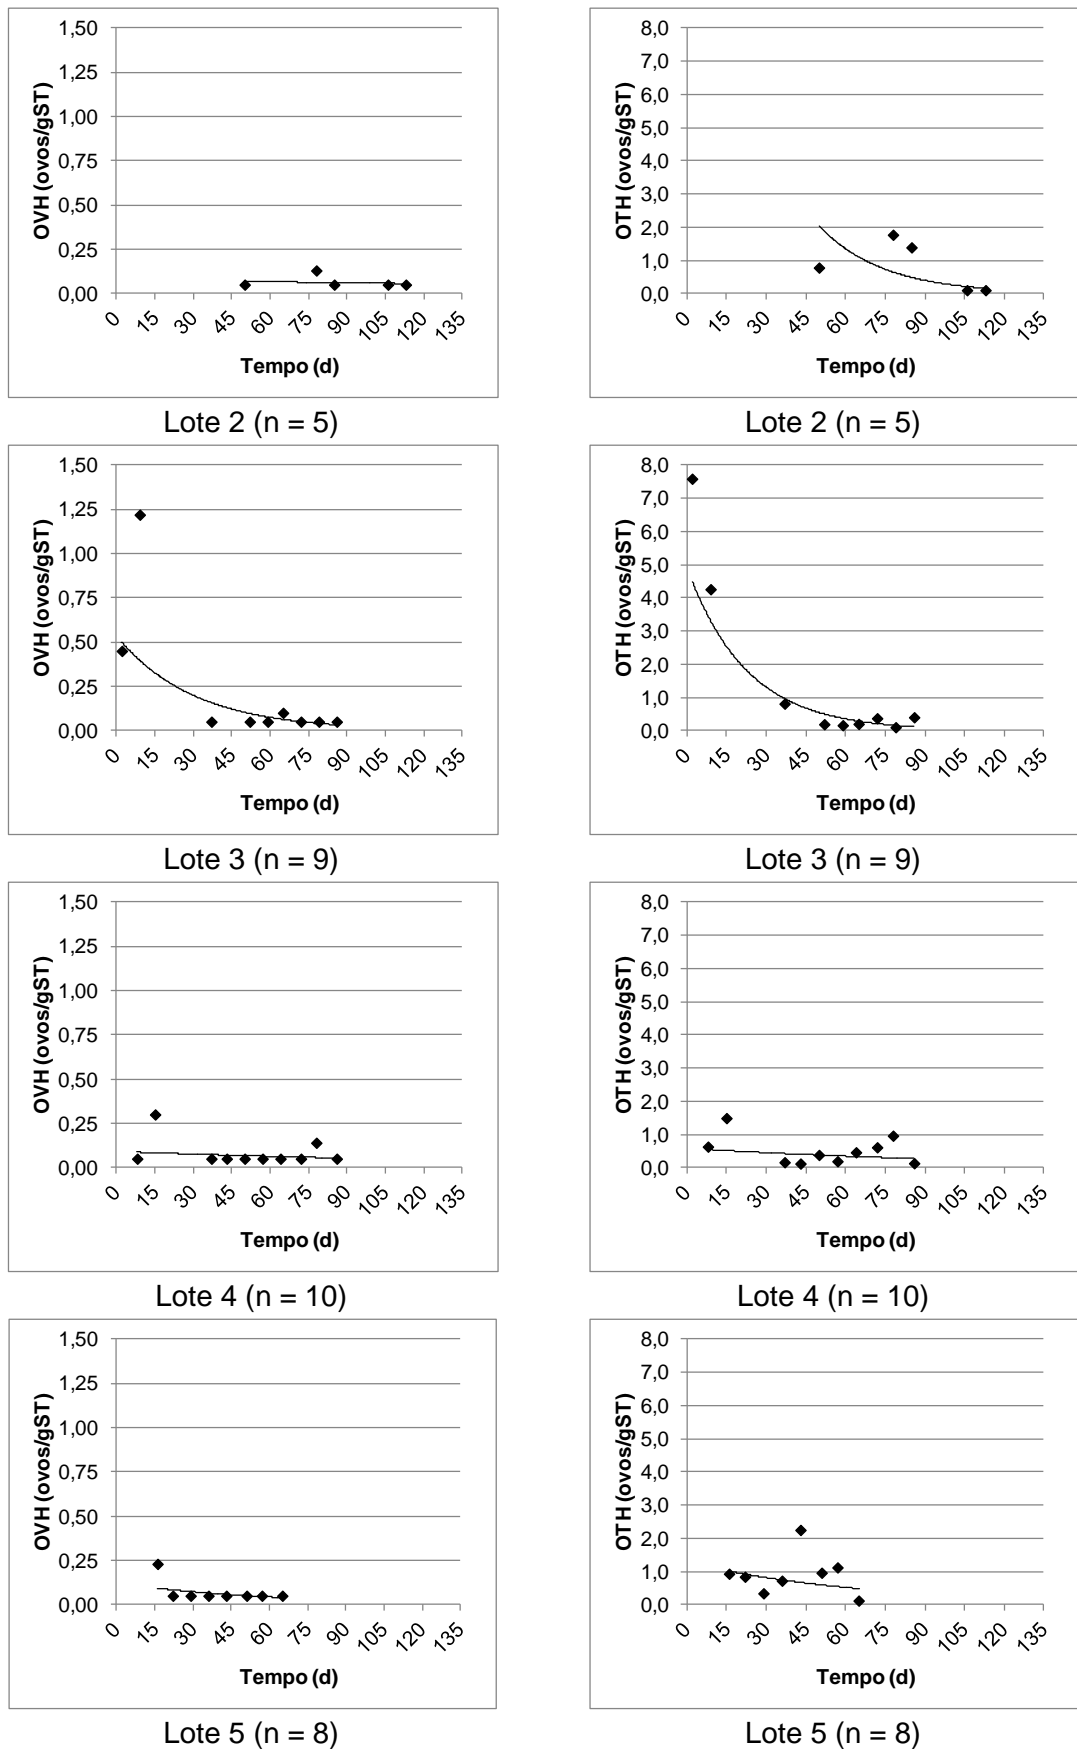 1,50
1,25
1,00
0,75
0,50
0,25
0,00
OVH (ovos/gST)
0 15 30 45 60 75 90 105 120 135
Tempo (d)
Lote 2 (n = 5)
8,0
7,0
6,0
5,0
4,0
3,0
2,0
1,0
0,0
OTH (ovos/gST)
0 15 30 45 60 75 90 105 120 135
Tempo (d)
Lote 2 (n = 5)
1,50
1,25
1,00
0,75
0,50
0,25
0,00
OVH (ovos/gST)
0 15 30 45 60 75 90 105 120 135
Tempo (d)
Lote 3 (n = 9)
8,0
7,0
6,0
5,0
4,0
3,0
2,0
1,0
0,0
OTH (ovos/gST)
0 15 30 45 60 75 90 105 120 135
Tempo (d)
Lote 3 (n = 9)
1,50
1,25
1,00
0,75
0,50
0,25
0,00
OVH (ovos/gST)
0 15 30 45 60 75 90 105 120 135
Tempo (d)
Lote 4 (n = 10)
8,0
7,0
6,0
5,0
4,0
3,0
2,0
1,0
0,0
OTH (ovos/gST)
0 15 30 45 60 75 90 105 120 135
Tempo (d)
Lote 4 (n = 10)
1,50
1,25
1,00
0,75
0,50
0,25
0,00
OVH (ovos/gST)
0 15 30 45 60 75 90 105 120 135
Tempo (d)
Lote 5 (n = 8)
8,0
7,0
6,0
5,0
4,0
3,0
2,0
1,0
0,0
OTH (ovos/gST)
0 15 30 45 60 75 90 105 120 135
Tempo (d)
Lote 5 (n = 8)